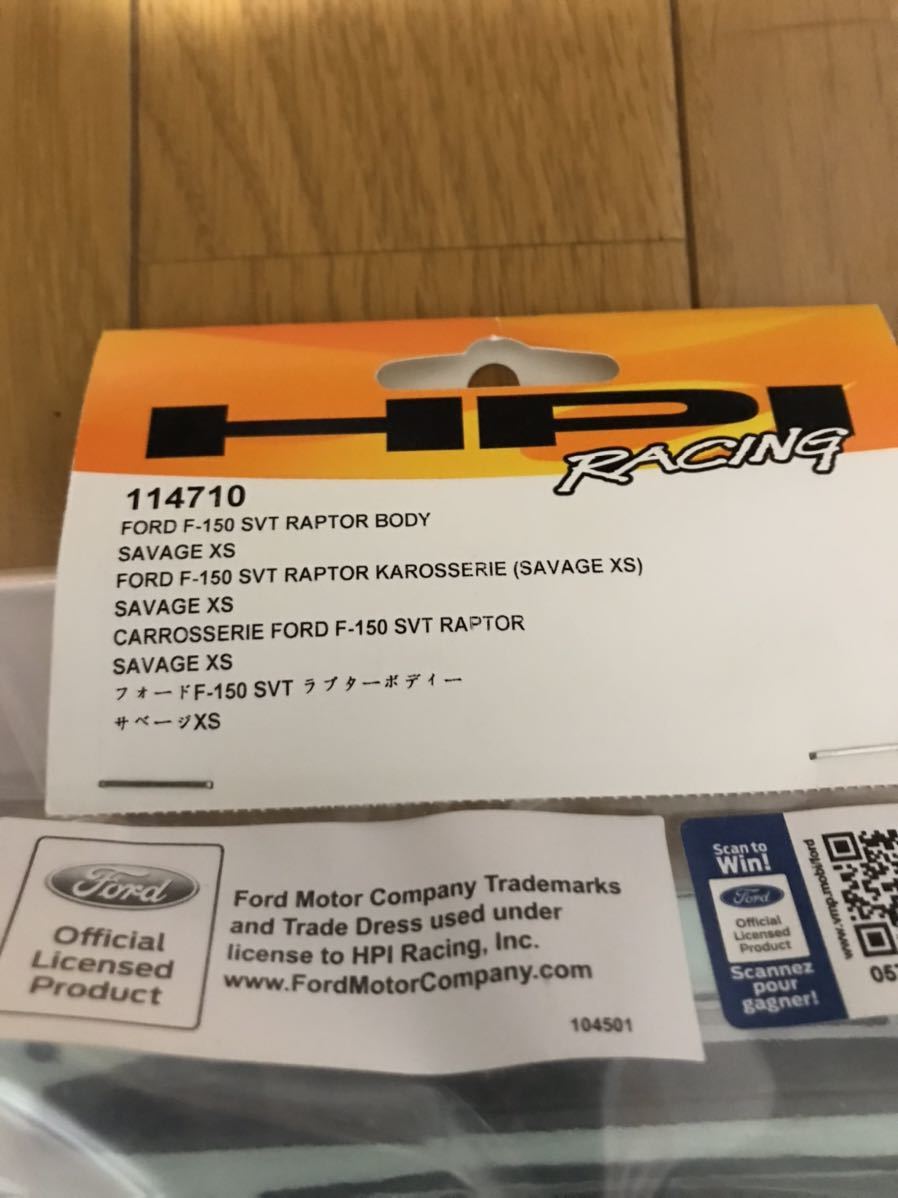 HPI
RACING
114710
FORD F-150 SVT RAPTOR BODY
SAVAGE XS
FORD F-150 SVT RAPTOR KAROSSERIE (SAVAGE XS)
SAVAGE XS
CARROSSERIE FORD F-150 SVT RAPTOR
SAVAGE XS
フォードF-150 SVT ラプターボディー
サベージXS
Ford
Official
Licensed
Product
Ford Motor Company Trademarks
and Trade Dress used under
license to HPI Racing, Inc.
www.FordMotorCompany.com
104501
Scan to
Win!
Ford
Official
Licensed
Product
Scannez
pour
gagner!
www.vmp.mobi/ford